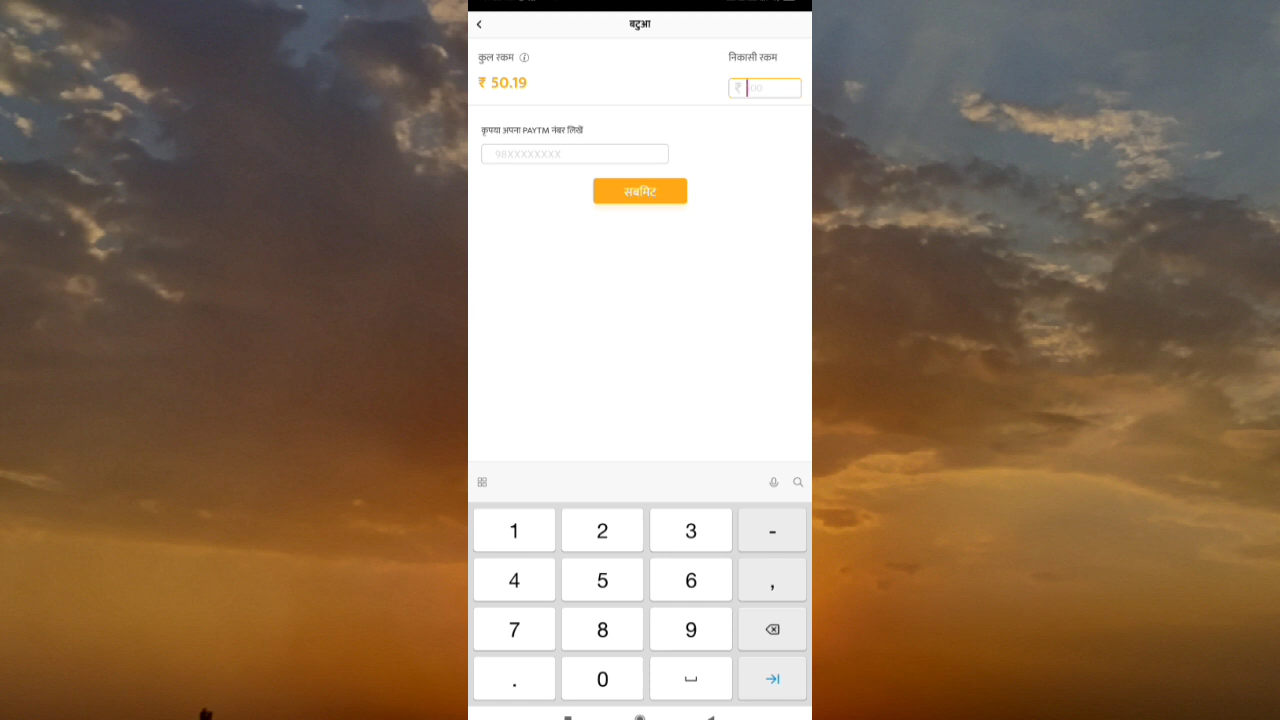 बटुआ
कुल रकम
निकासी रकम
₹ 50.19
₹
कृपया अपना PAYTM नंबर लिखें
98XXXXXXXX
सबमिट
1 2 3 -
4 5 6 ,
7 8 9
. 0